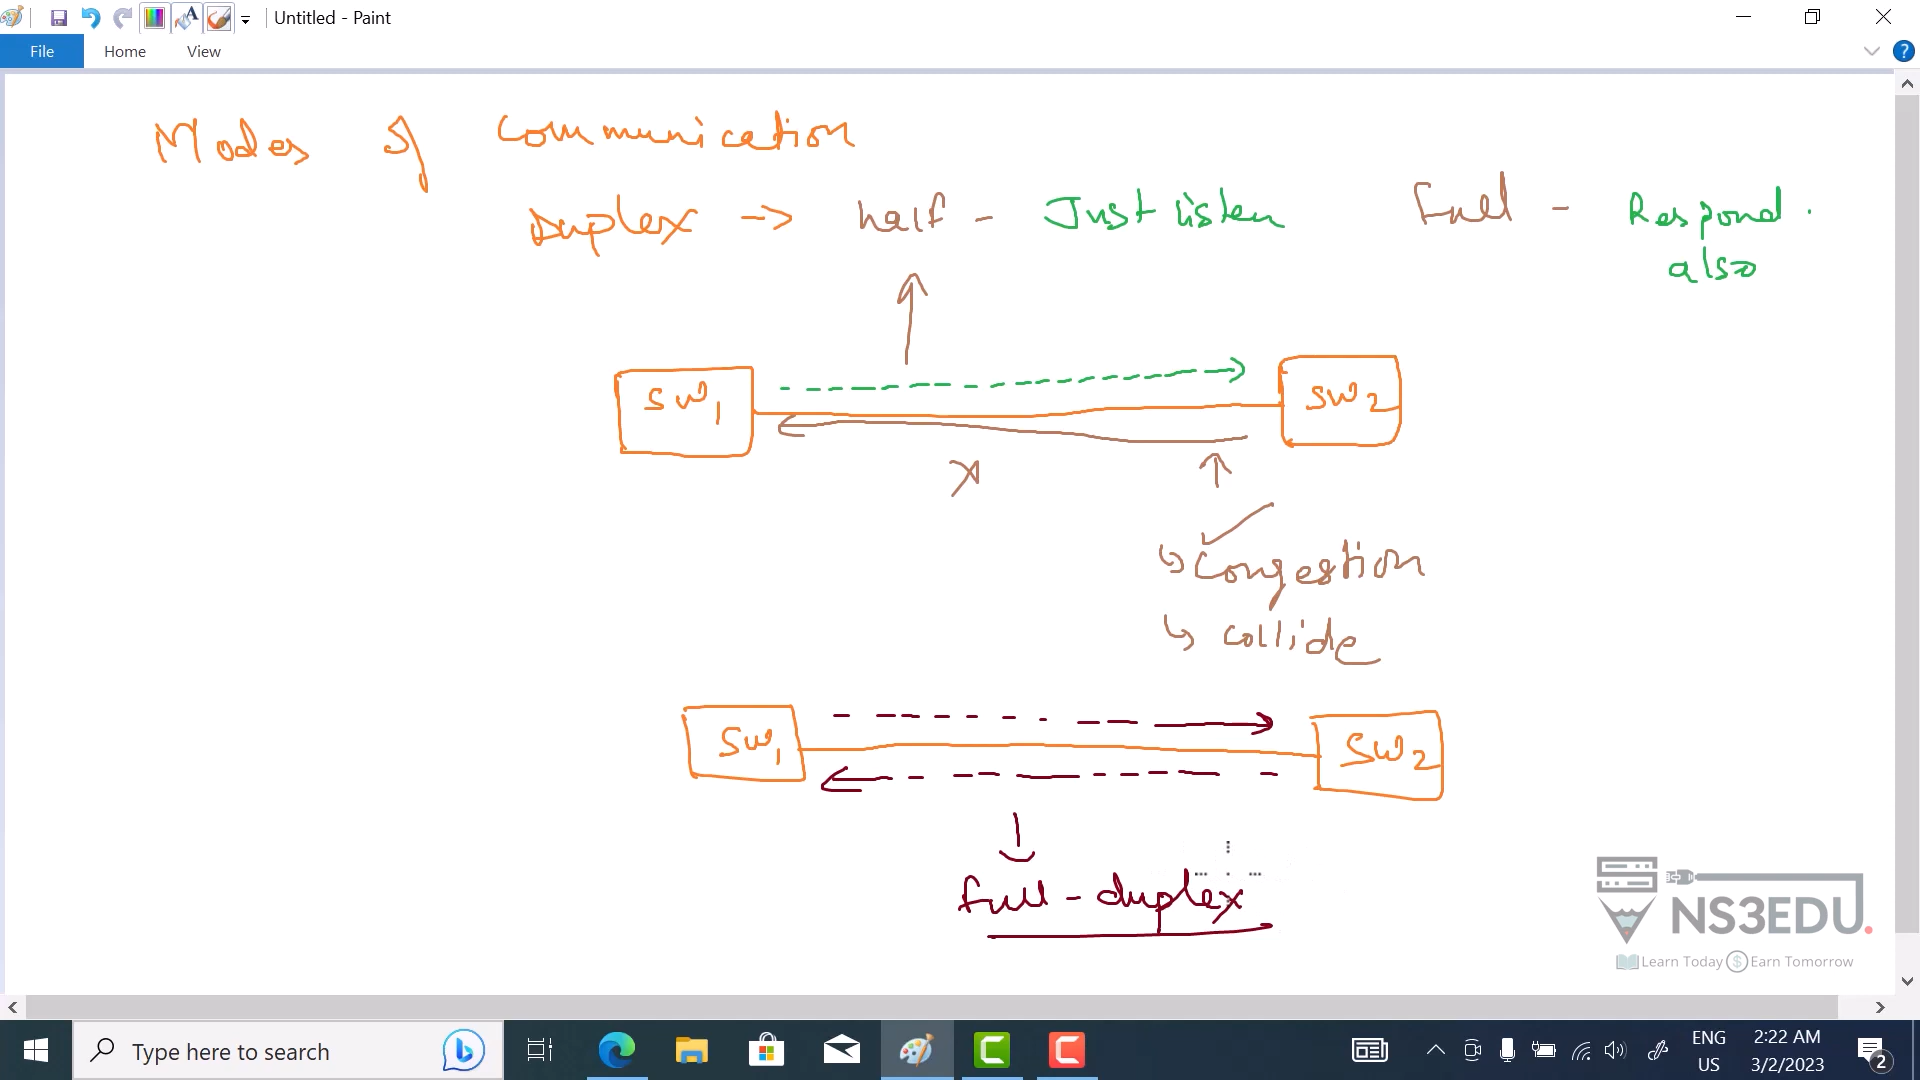 Untitled - Paint
File Home View
Modes of Communication
Duplex -> half - Just listen Full - Respond.
also
SW1 SW2
x
Congestion
collide
SW1 SW2
full-duplex
NS3EDU.
Learn Today $ Earn Tomorrow
Type here to search
ENG
US
2:22 AM
3/2/2023
2